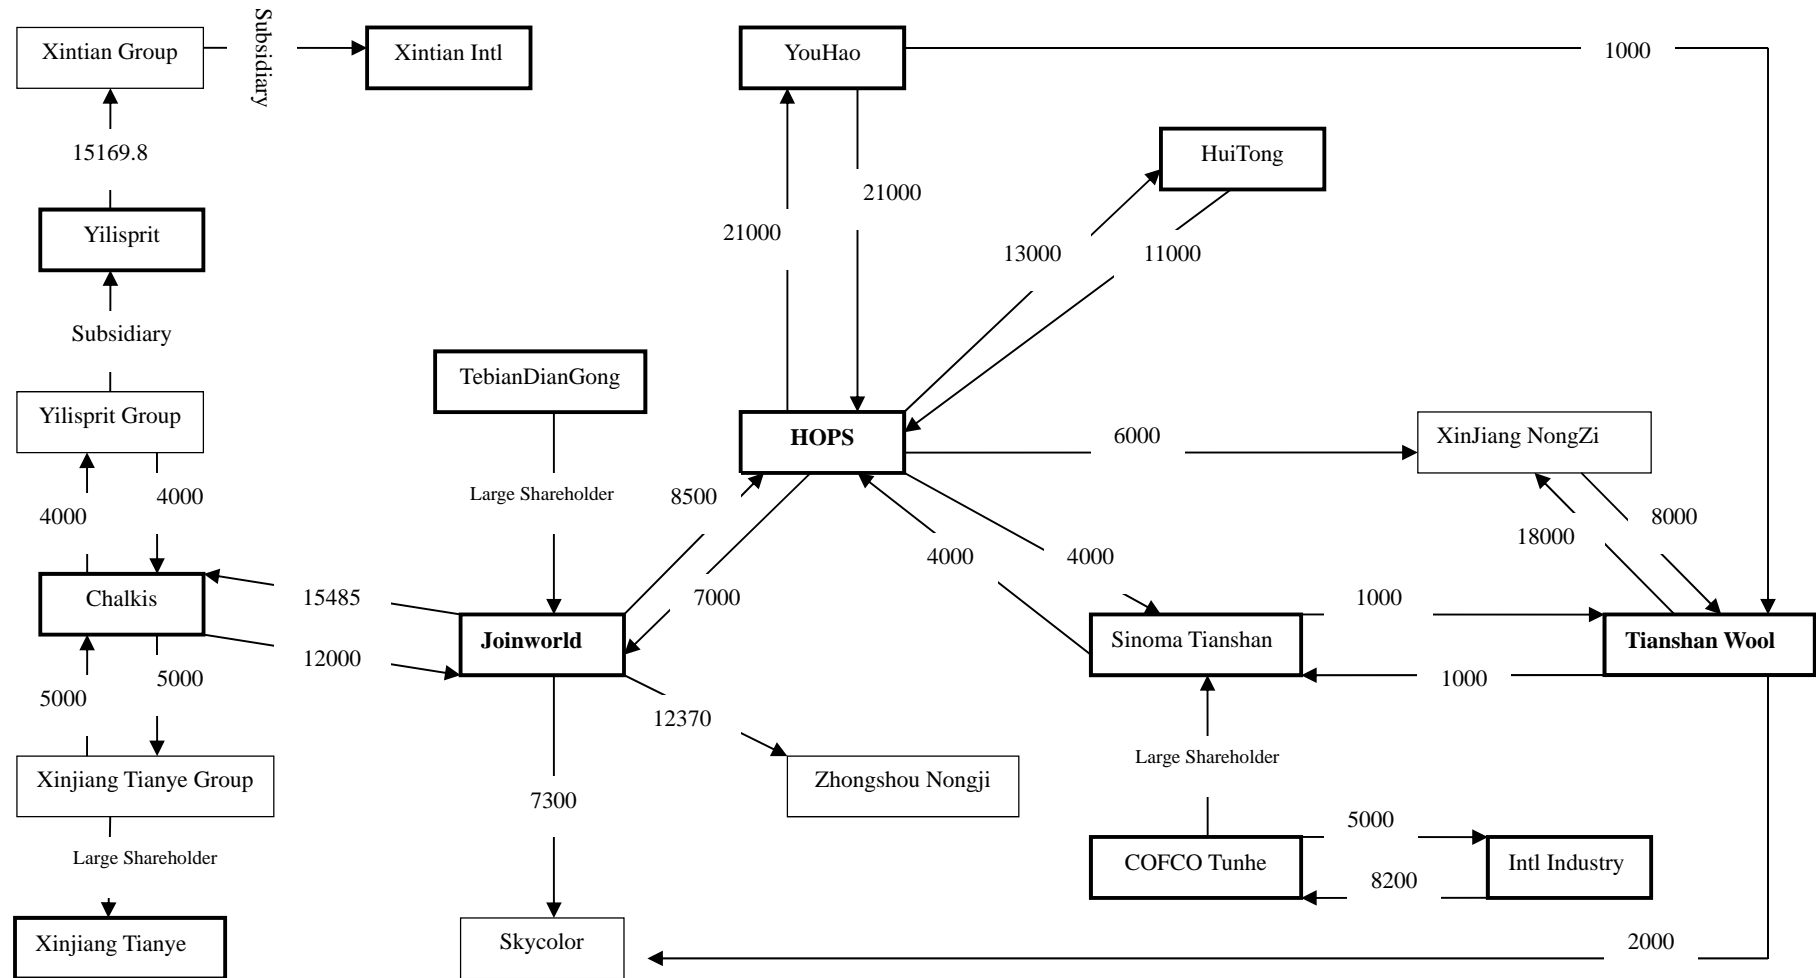 Subsidiary
Xintian Group
Xintian Intl
YouHao
1000
15169.8
HuiTong
21000
Yilisprit
21000
13000
11000
Subsidiary
TebianDianGong
Yilisprit Group
HOPS
6000
XinJiang NongZi
4000
4000
Large Shareholder
8500
4000
4000
18000
8000
Chalkis
15485
7000
1000
Joinworld
Sinoma Tianshan
Tianshan Wool
12000
5000
5000
1000
12370
Large Shareholder
Xinjiang Tianye Group
Zhongshou Nongji
7300
5000
Large Shareholder
COFCO Tunhe
Intl Industry
8200
Xinjiang Tianye
Skycolor
2000